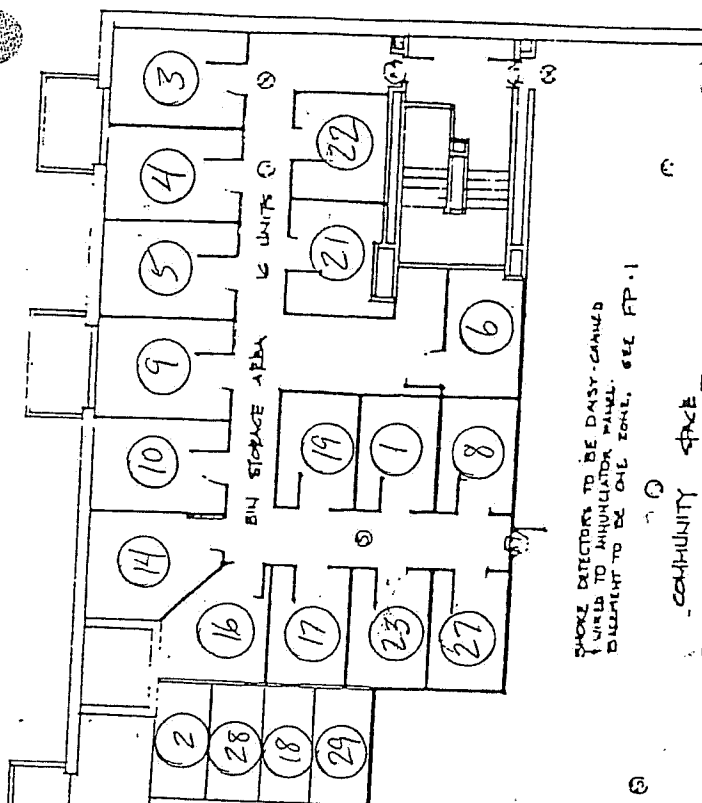 3
4
5
9
10
14
16
17
23
27
2
28
18
29
22
21
6
19
1
8
BIN STORAGE AREA
16 UNITS
S
SMOKE DETECTORS TO BE DAISY-CHAINED
& WIRED TO ANNUNCIATOR PANEL.
BASEMENT TO BE ONE ZONE. SEE FP.1
COMMUNITY SPACE